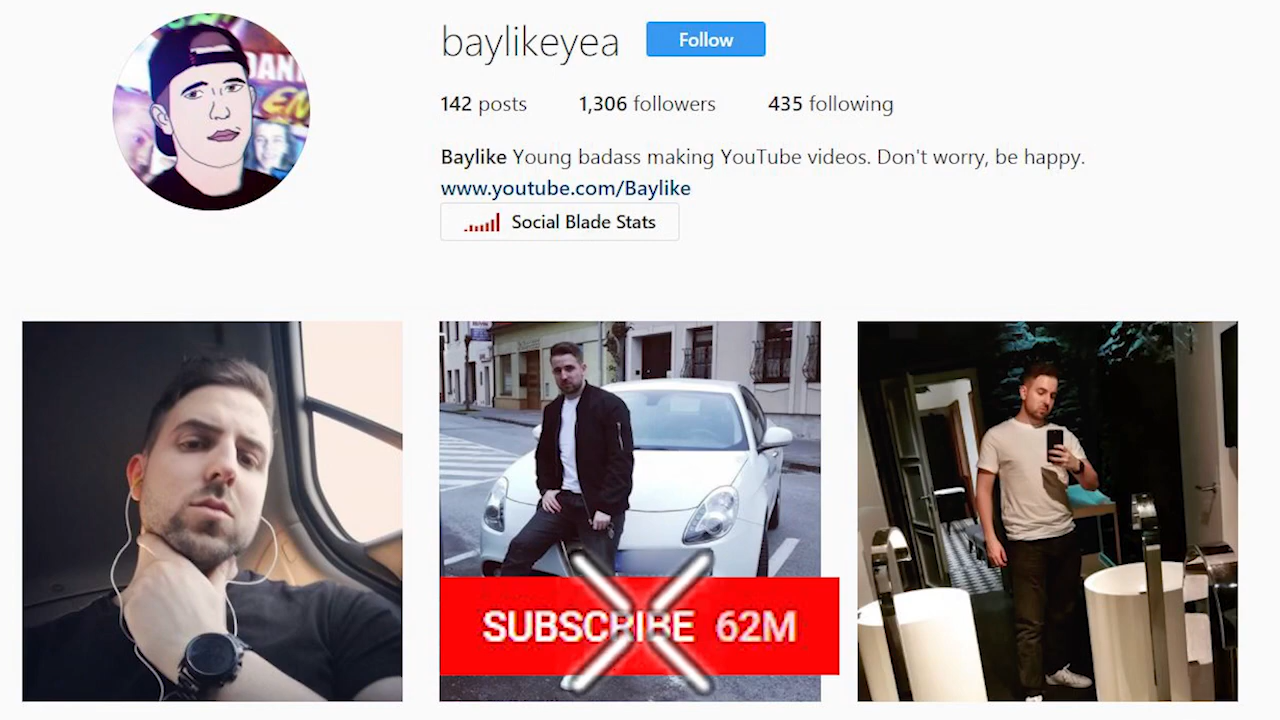 baylikeyea Follow
142 posts 1,306 followers 435 following
Baylike Young badass making YouTube videos. Don't worry, be happy.
www.youtube.com/Baylike
Social Blade Stats
SUBSCRIBE 62M